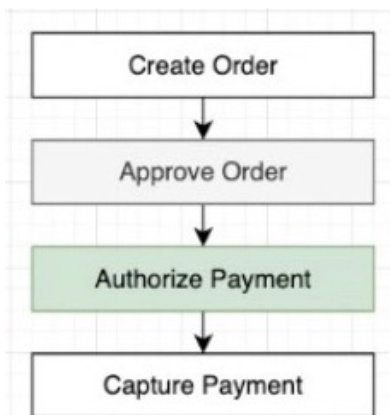 Create Order
Approve Order
Authorize Payment
Capture Payment